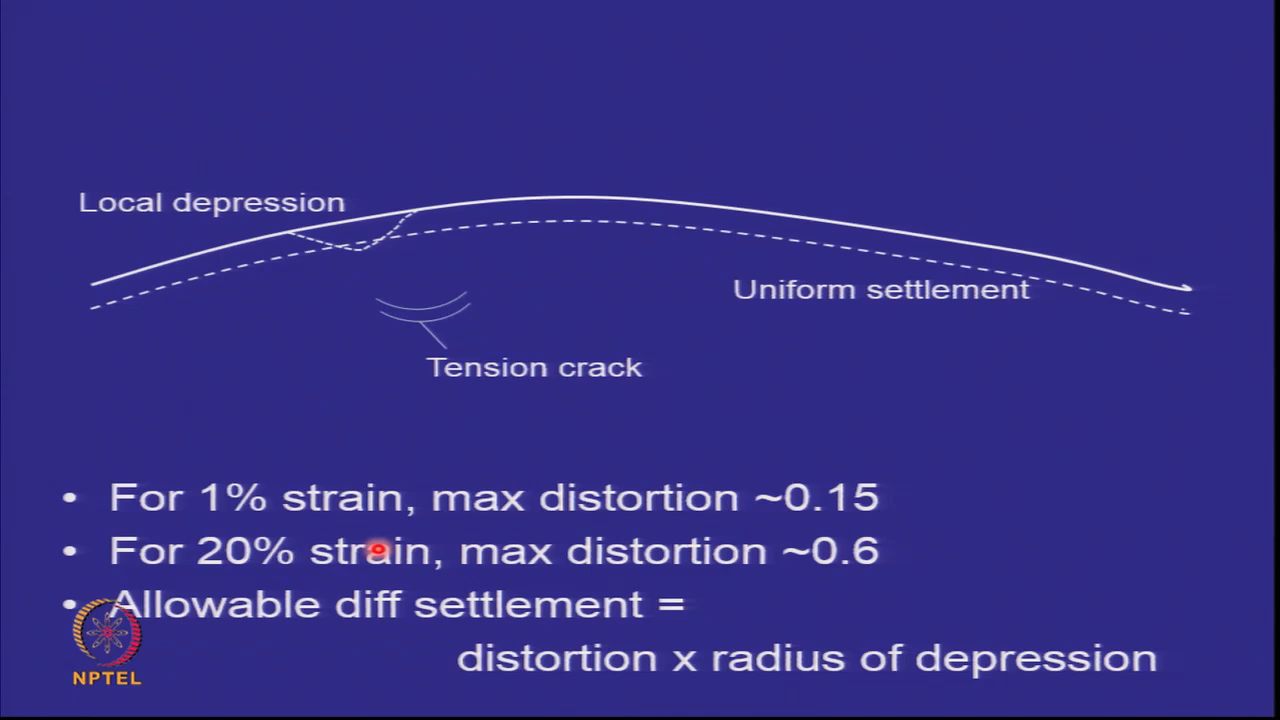 Local depression
Uniform settlement
Tension crack
• For 1% strain, max distortion ~0.15
• For 20% strain, max distortion ~0.6
• Allowable diff settlement =
distortion x radius of depression
NPTEL